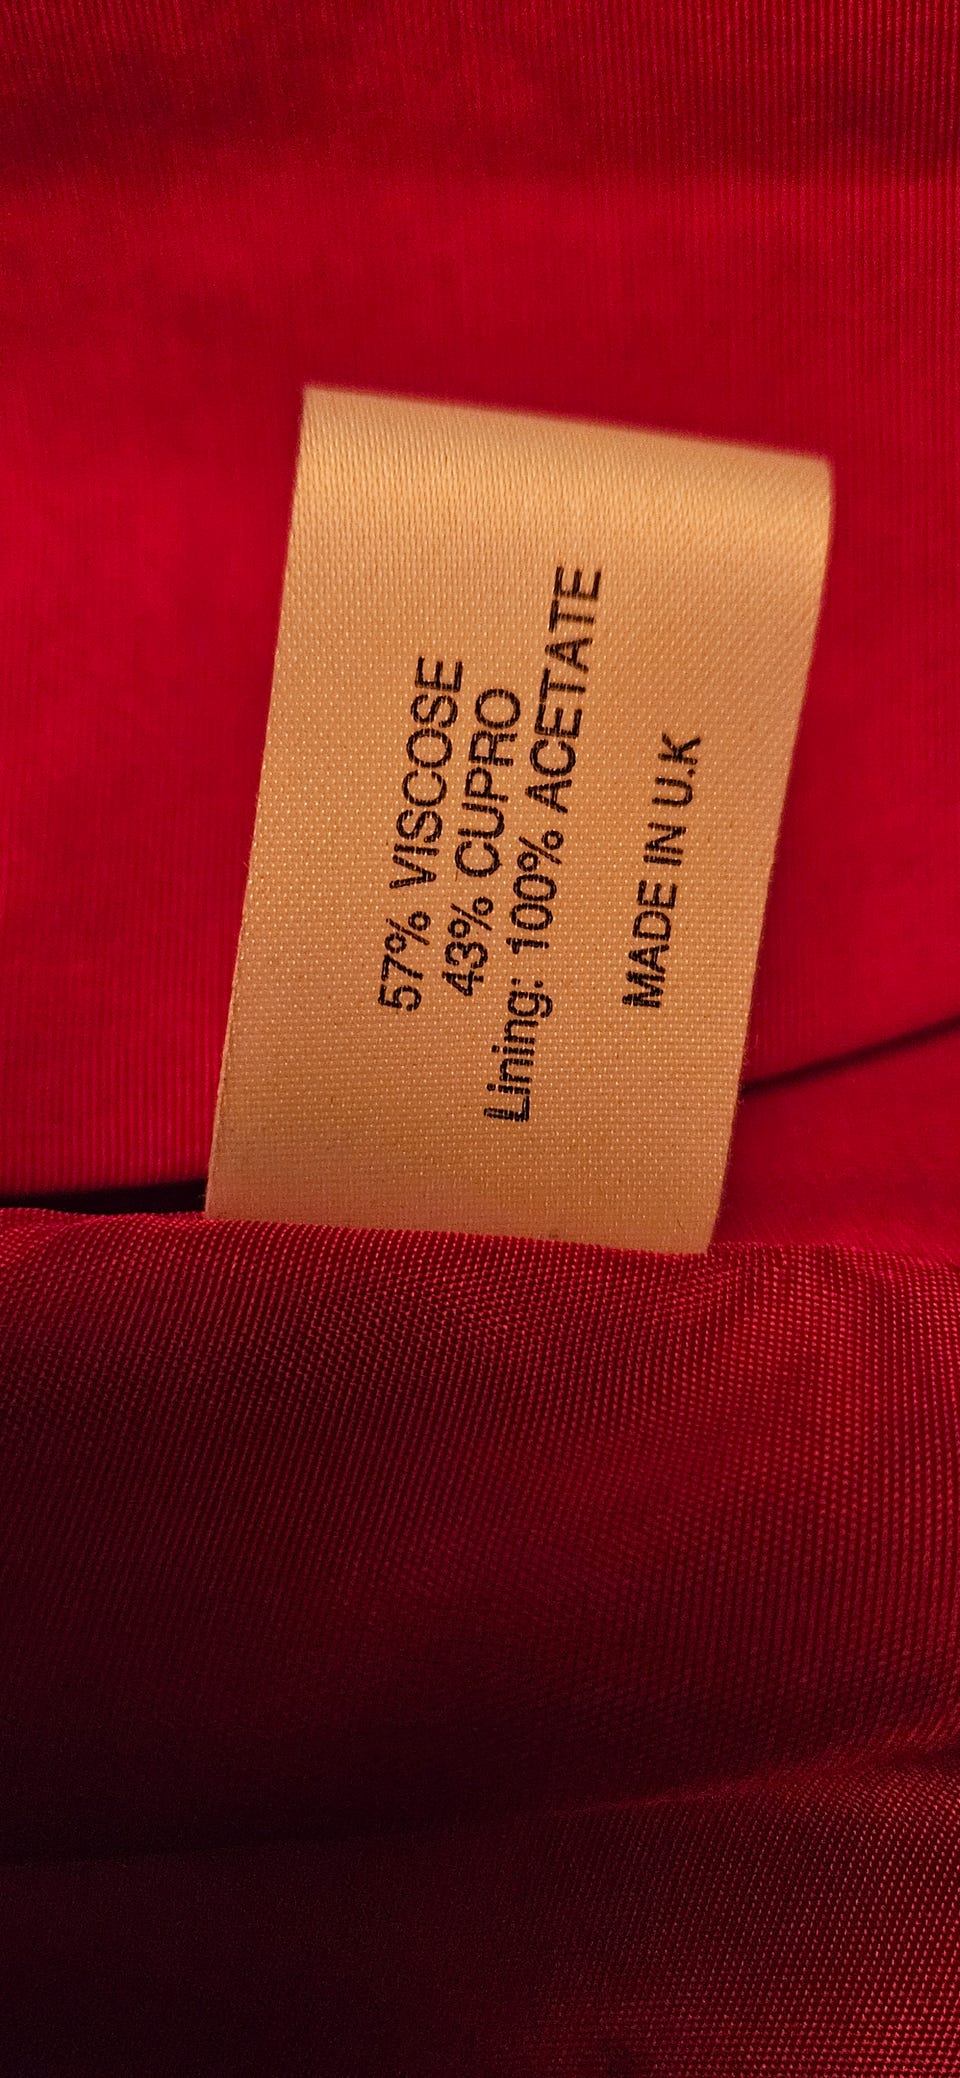 57% VISCOSE
43% CUPRO
Lining: 100% ACETATE
MADE IN U.K